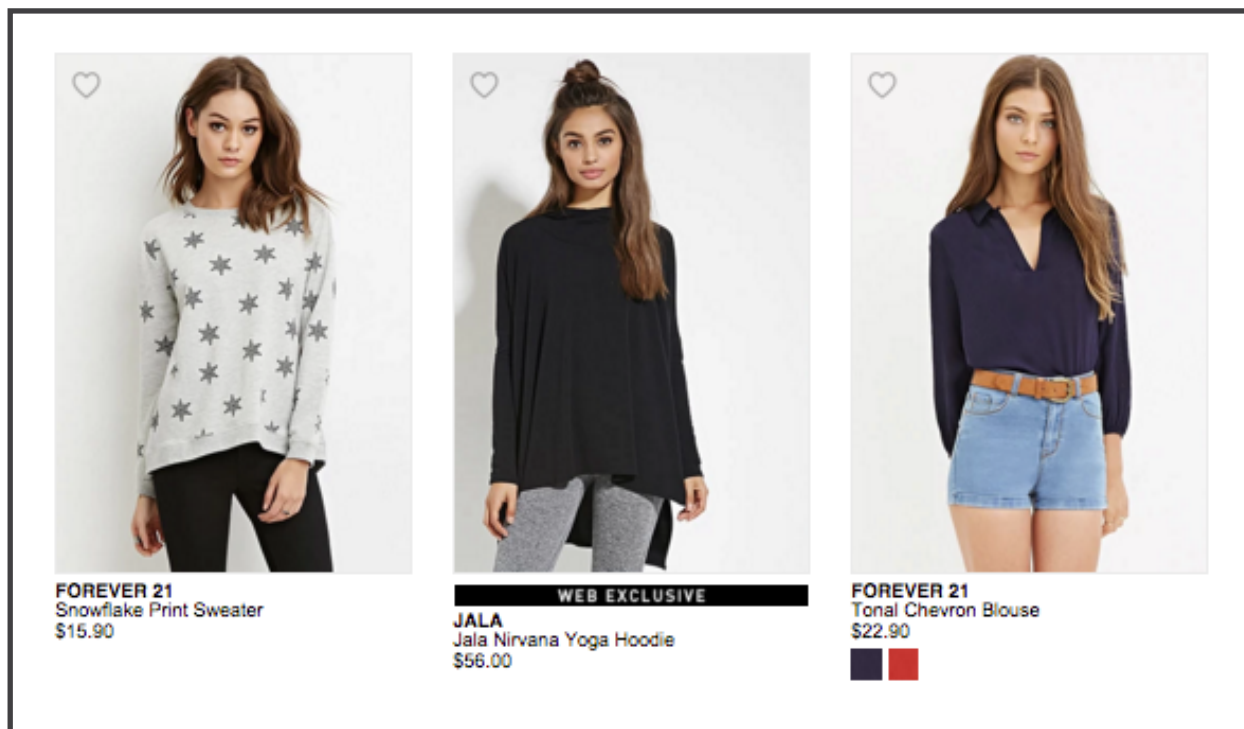 FOREVER 21
Snowflake Print Sweater
$15.90
WEB EXCLUSIVE
JALA
Jala Nirvana Yoga Hoodie
$56.00
FOREVER 21
Tonal Chevron Blouse
$22.90